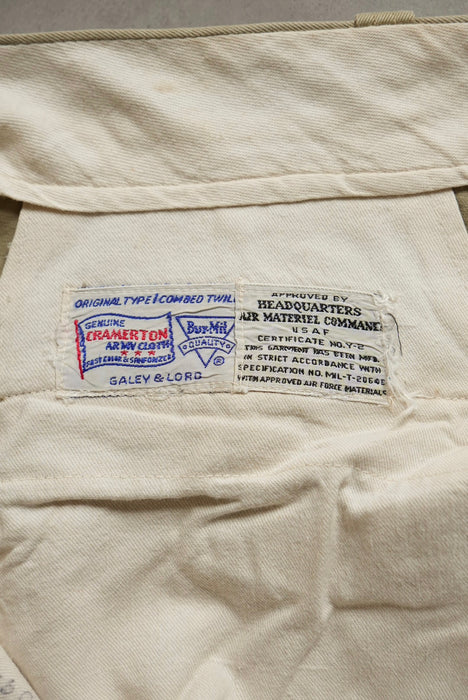 ORIGINAL TYPE 1 COMBED TWILL
GENUINE
CRAMERTON
ARMY CLOTH
FAST COLOR & SANFORIZED
Bur-Mil
QUALITY
®
GALEY & LORD
APPROVED BY
HEADQUARTERS
AIR MATERIEL COMMAND
USAF
CERTIFICATE NO. Y-2
THIS GARMENT HAS BEEN MFD.
IN STRICT ACCORDANCE WITH
SPECIFICATION NO. MIL-T-2064
WITH APPROVED AIR FORCE MATERIALS